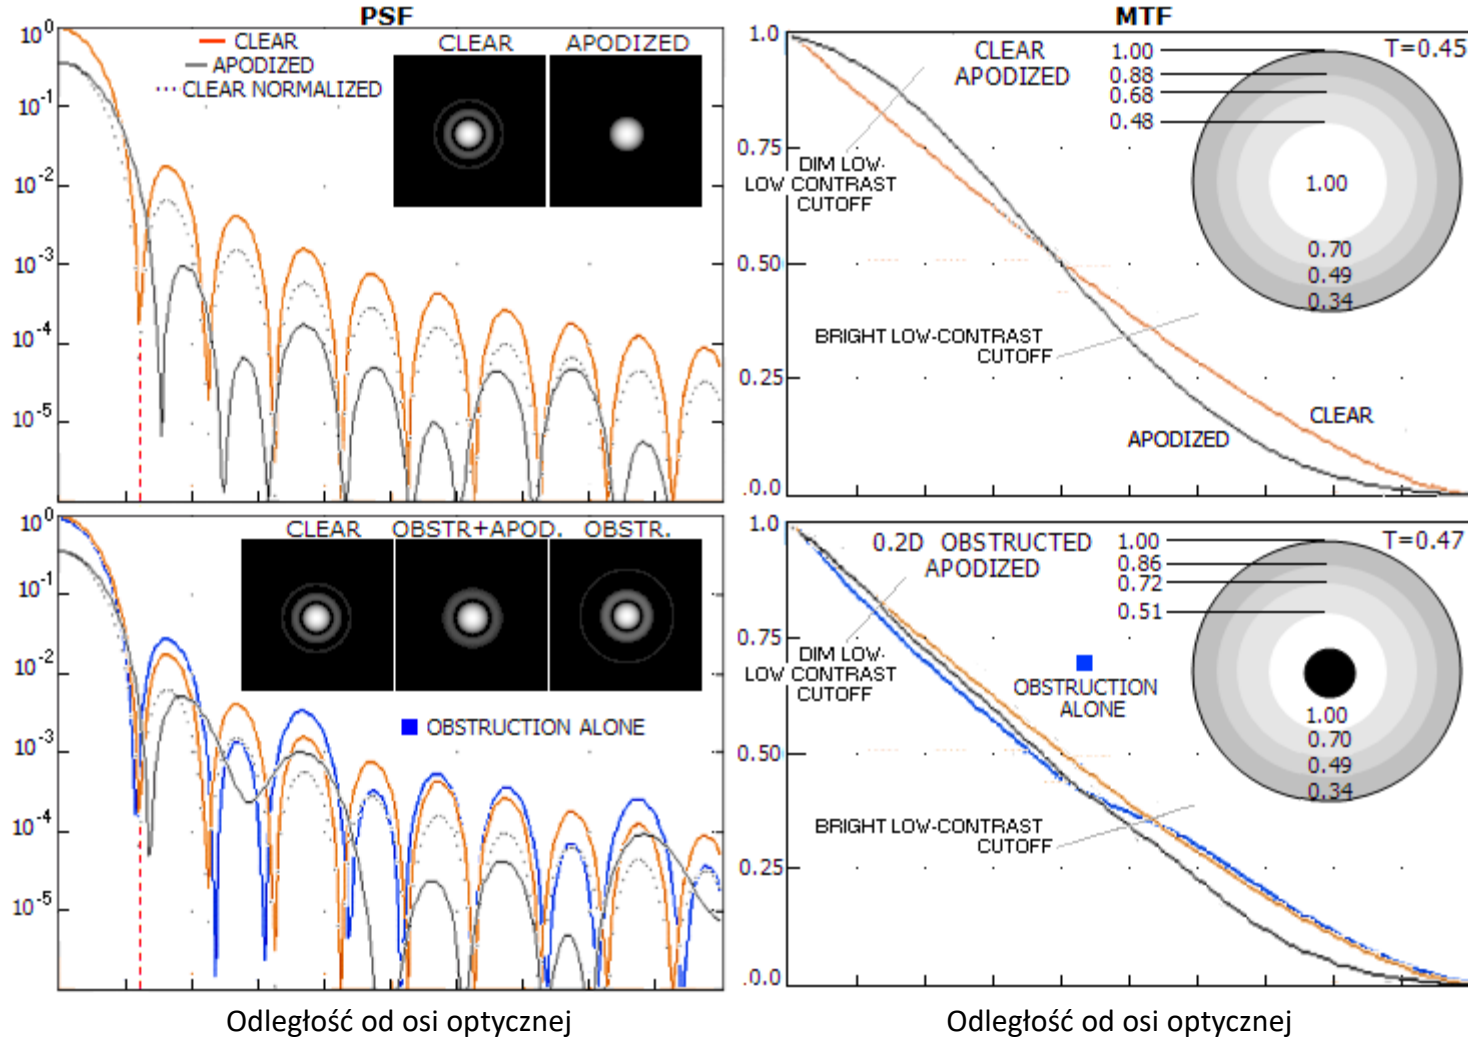 PSF
10^0
10^-1
10^-2
10^-3
10^-4
10^-5
CLEAR
APODIZED
CLEAR NORMALIZED
CLEAR
APODIZED
MTF
1.0
0.75
0.50
0.25
.0.0
CLEAR
APODIZED
DIM LOW-
LOW CONTRAST
CUTOFF
BRIGHT LOW-CONTRAST
CUTOFF
CLEAR
APODIZED
T=0.45
1.00
0.88
0.68
0.48
1.00
0.70
0.49
0.34
10^0
10^-1
10^-2
10^-3
10^-4
10^-5
CLEAR
OBSTR+APOD.
OBSTR.
OBSTRUCTION ALONE
Odległość od osi optycznej
1.0
0.75
0.50
0.25
.0.0
0.2D OBSTRUCTED
APODIZED
DIM LOW-
LOW CONTRAST
CUTOFF
OBSTRUCTION
ALONE
BRIGHT LOW-CONTRAST
CUTOFF
T=0.47
1.00
0.86
0.72
0.51
1.00
0.70
0.49
0.34
Odległość od osi optycznej